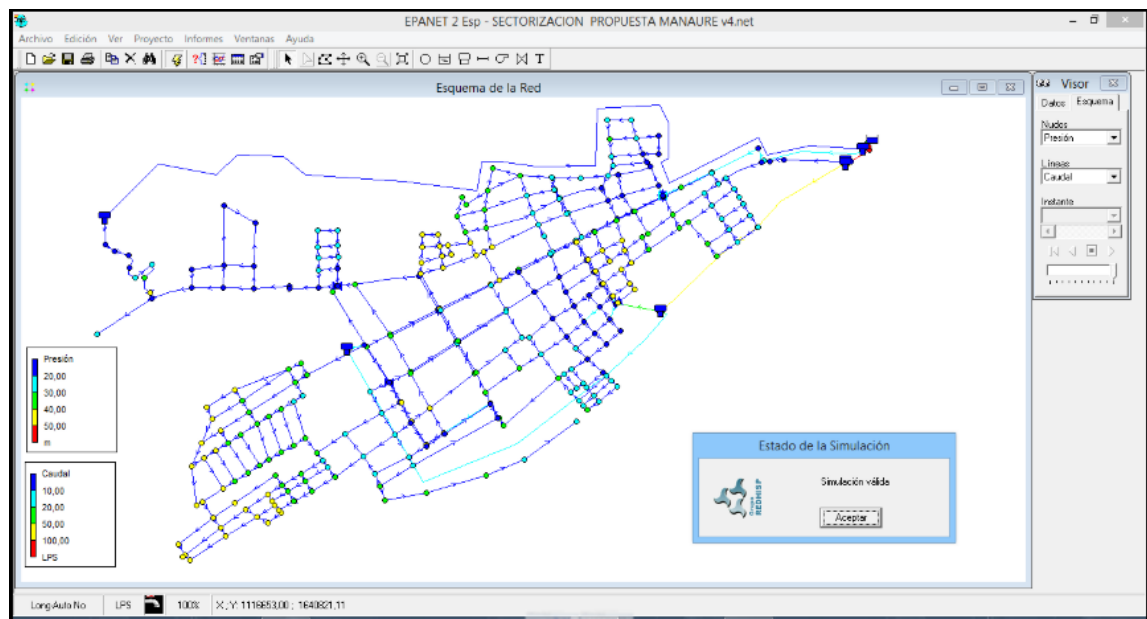 EPANET 2 Esp - SECTORIZACION PROPUESTA MANAURE v4.net
Archivo Edición Ver Proyecto Informes Ventanas Ayuda
T
Esquema de la Red
Visor
Datos Esquema
Nudos
Presión
Líneas
Caudal
Instante
Presión
20,00
30,00
40,00
50,00
m
Caudal
10,00
20,00
50,00
100,00
LPS
Estado de la Simulación
Grupo REDHISP
Simulación válida
Aceptar
Long-Auto No LPS 100% X,Y: 1116653,00 ; 1640821,11